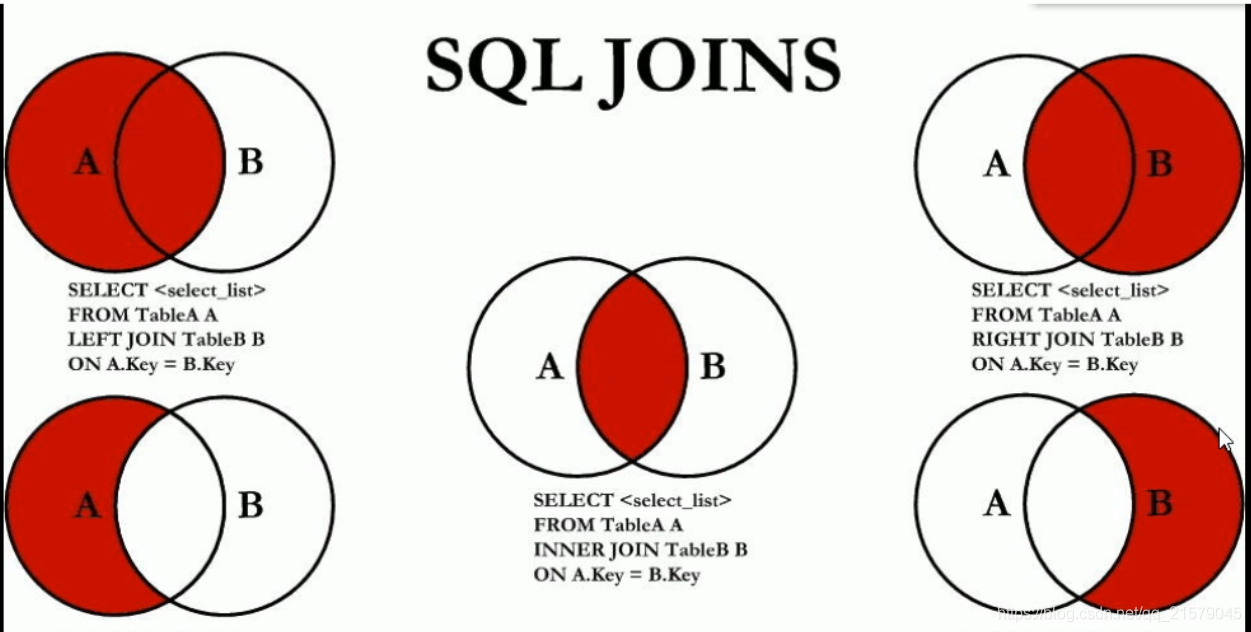 SQL JOINS
A
B
SELECT <select_list>
FROM TableA A
LEFT JOIN TableB B
ON A.Key = B.Key
A
B
SELECT <select_list>
FROM TableA A
RIGHT JOIN TableB B
ON A.Key = B.Key
A
B
SELECT <select_list>
FROM TableA A
INNER JOIN TableB B
ON A.Key = B.Key
A
B
A
B
https://blog.csdn.net/qq_21579045